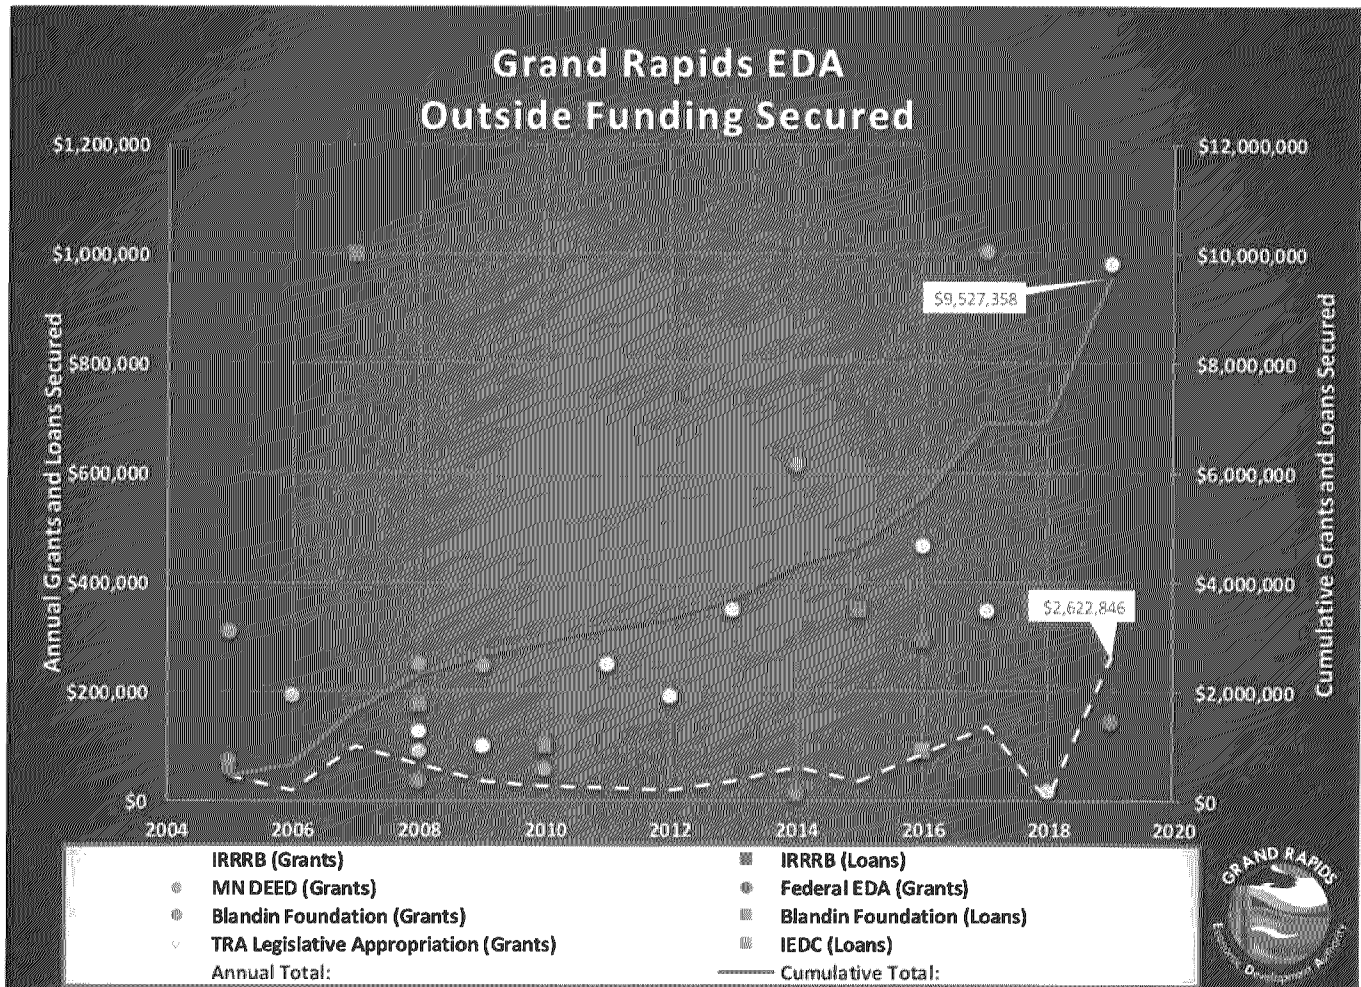 Grand Rapids EDA
Outside Funding Secured
$1,200,000
$1,000,000
$800,000
$600,000
$400,000
$200,000
$0
Annual Grants and Loans Secured
$12,000,000
$10,000,000
$8,000,000
$6,000,000
$4,000,000
$2,000,000
$0
Cumulative Grants and Loans Secured
$9,527,358
$2,622,846
2004 2006 2008 2010 2012 2014 2016 2018 2020
IRRRB (Grants) IRRRB (Loans)
MN DEED (Grants) Federal EDA (Grants)
Blandin Foundation (Grants) Blandin Foundation (Loans)
TRA Legislative Appropriation (Grants) IEDC (Loans)
Annual Total: Cumulative Total:
GRAND RAPIDS
Economic Development Authority